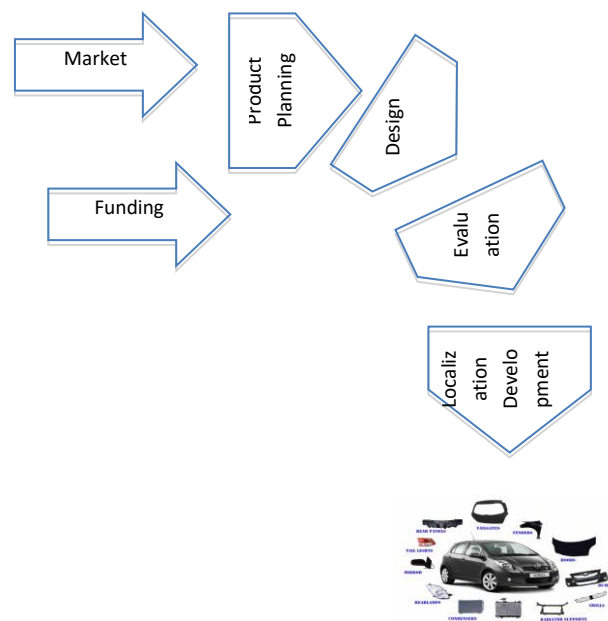 Market
Product
Planning
Design
Funding
Evalu
ation
Localiz
ation
Develo
pment
TAILGATES
HEAD PANELS
FENDERS
TAIL LIGHTS
HOODS
MIRROR
HEADLAMPS
GRILLS
CONDENSERS
RADIATOR SUPPORTS